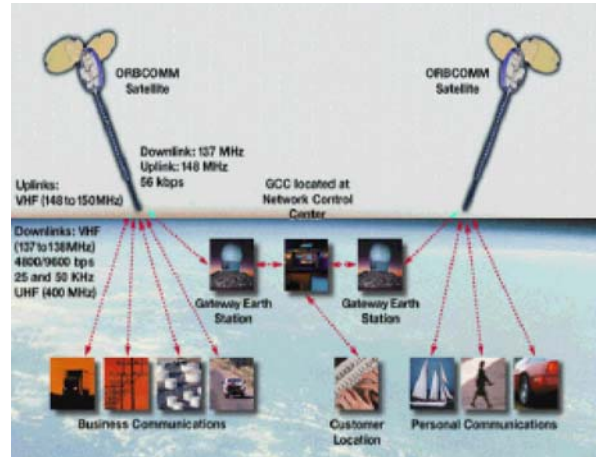 ORBCOMM
Satellite
ORBCOMM
Satellite
Downlink: 137 MHz
Uplink: 148 MHz
56 kbps
Uplinks:
VHF (148 to 150MHz)
GCC located at
Network Control
Center
Downlinks: VHF
(137 to 138MHz)
4800/9600 bps
25 and 50 KHz
UHF (400 MHz)
Gateway Earth
Station
Gateway Earth
Station
Business Communications
Customer
Location
Personal Communications